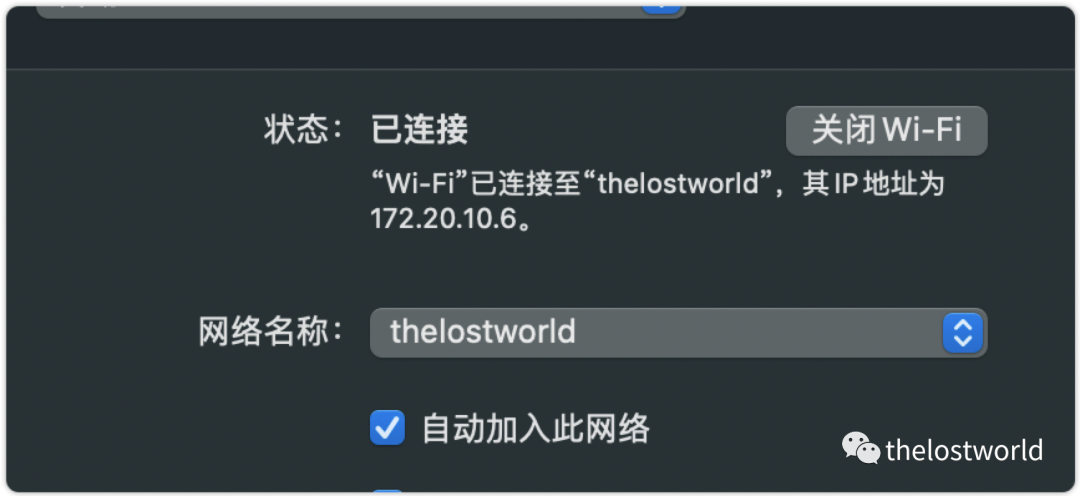 状态： 已连接 关闭 Wi-Fi
“Wi-Fi”已连接至“thelostworld”，其 IP 地址为
172.20.10.6。
网络名称： thelostworld
自动加入此网络
thelostworld